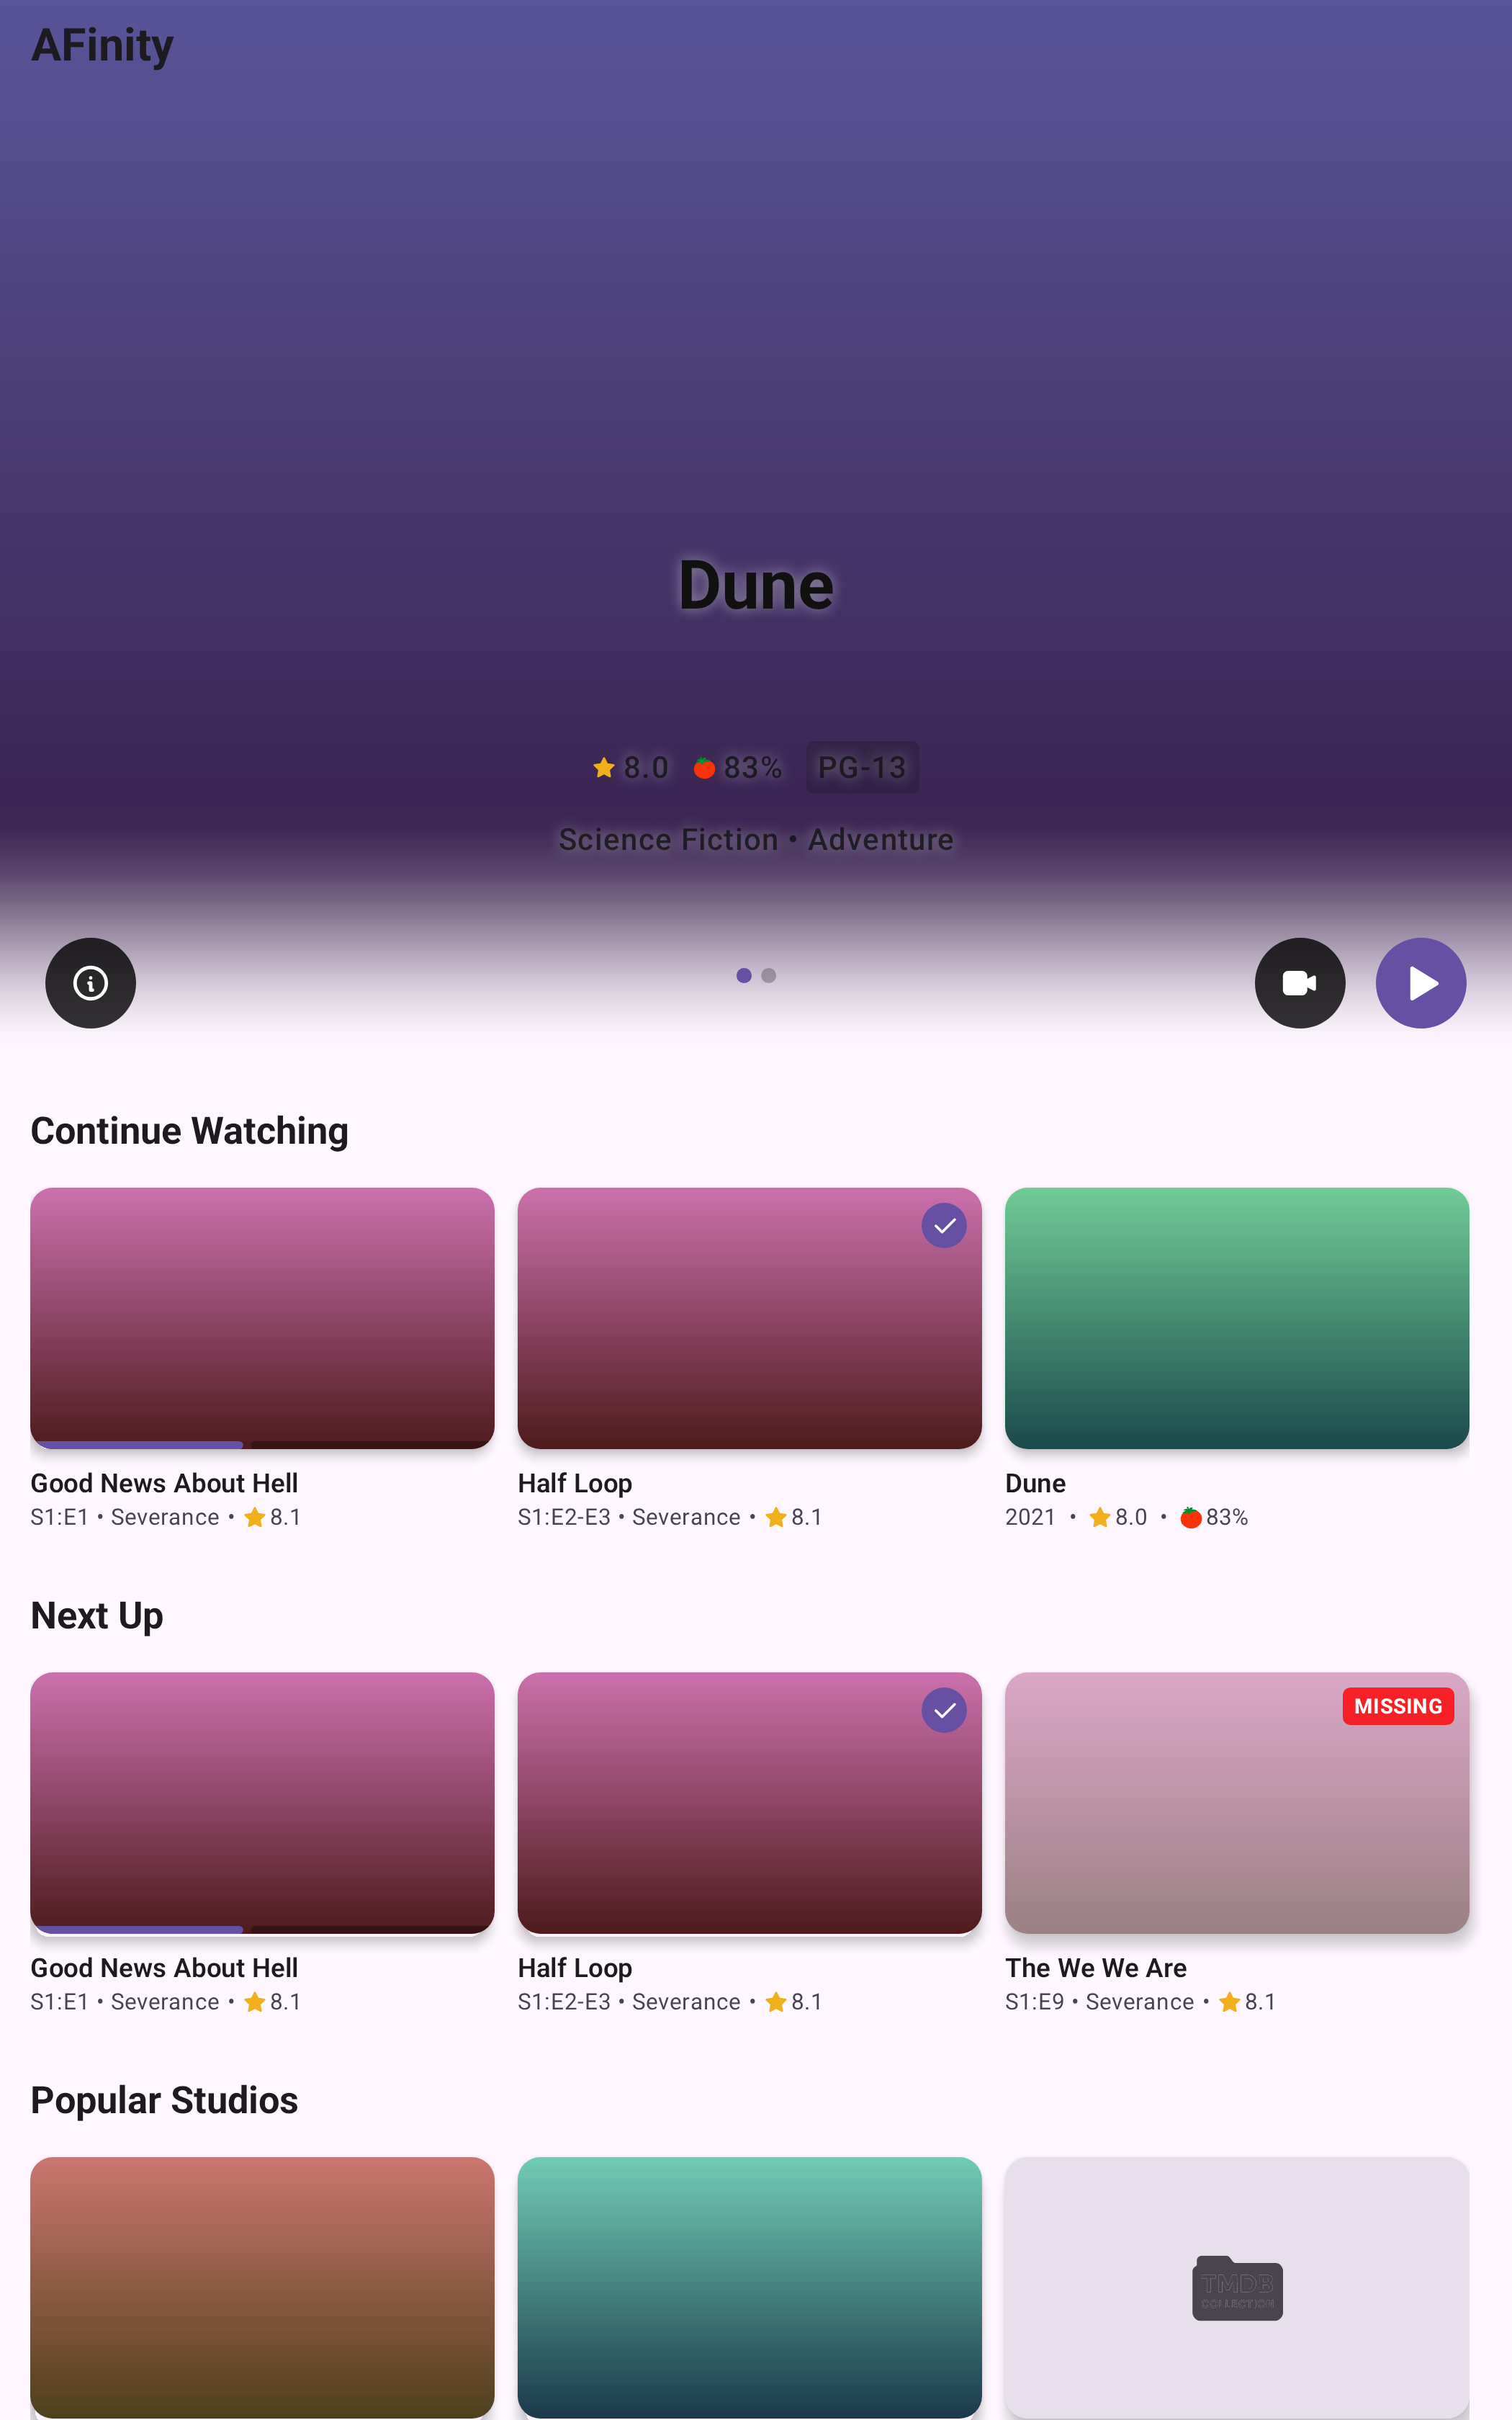 AFinity
Dune
8.0 83% PG-13
Science Fiction • Adventure
Continue Watching
Good News About Hell
S1:E1 • Severance • 8.1
Half Loop
S1:E2-E3 • Severance • 8.1
Dune
2021 • 8.0 • 83%
Next Up
MISSING
Good News About Hell
S1:E1 • Severance • 8.1
Half Loop
S1:E2-E3 • Severance • 8.1
The We We Are
S1:E9 • Severance • 8.1
Popular Studios
TMDB
COLLECTION